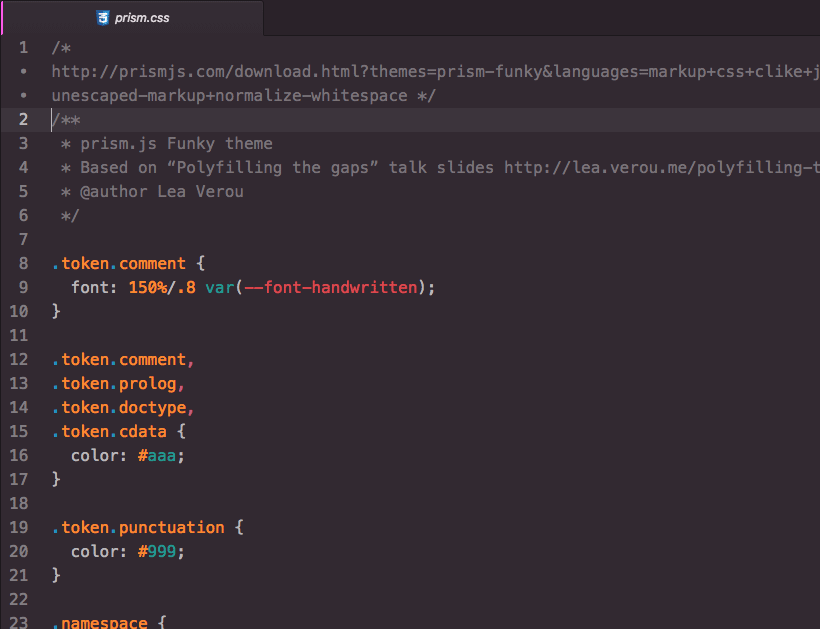 prism.css
1 /*
• http://prismjs.com/download.html?themes=prism-funky&languages=markup+css+clike+j
• unescaped-markup+normalize-whitespace */
2 /**
3 * prism.js Funky theme
4 * Based on “Polyfilling the gaps” talk slides http://lea.verou.me/polyfilling-t
5 * @author Lea Verou
6 */
7
8 .token.comment {
9 font: 150%/.8 var(--font-handwritten);
10 }
11
12 .token.comment,
13 .token.prolog,
14 .token.doctype,
15 .token.cdata {
16 color: #aaa;
17 }
18
19 .token.punctuation {
20 color: #999;
21 }
22
23 .namespace {